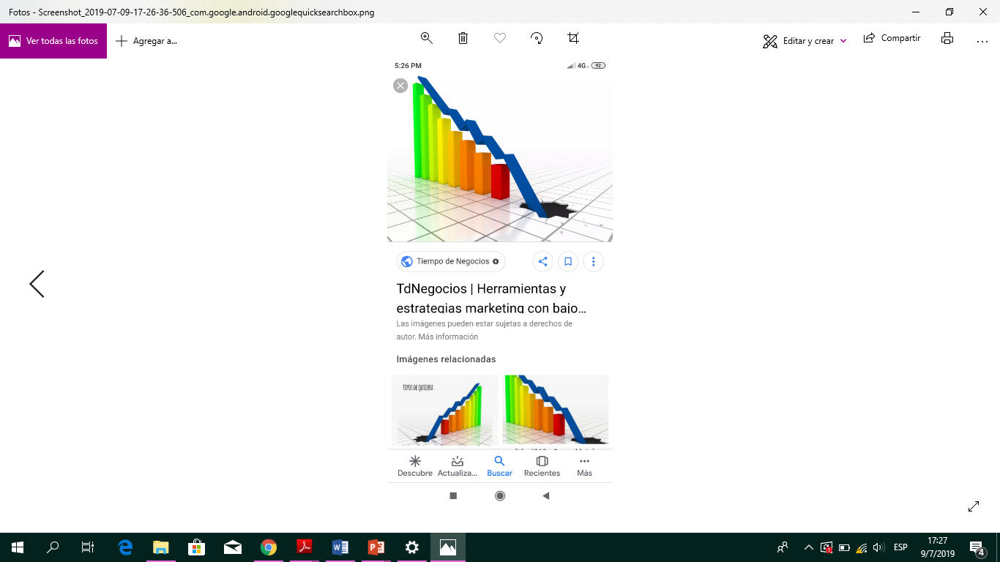 Fotos - Screenshot_2019-07-09-17-26-36-506_com.google.android.googlequicksearchbox.png
Ver todas las fotos
Agregar a...
Editar y crear
Compartir
5:26 PM
4G
92
Tiempo de Negocios
TdNegocios | Herramientas y
estrategias marketing con bajo...
Las imágenes pueden estar sujetas a derechos de
autor. Más información
Imágenes relacionadas
TIPOS DE QUIEBRA
Descubre
Actualiza...
Buscar
Recientes
Más
ESP
17:27
9/7/2019
4